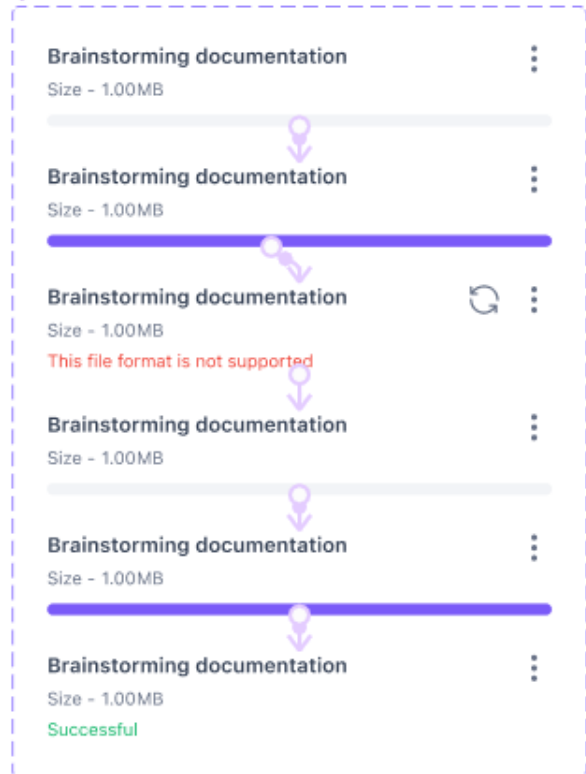 Brainstorming documentation
Size - 1.00MB
Brainstorming documentation
Size - 1.00MB
Brainstorming documentation
Size - 1.00MB
This file format is not supported
Brainstorming documentation
Size - 1.00MB
Brainstorming documentation
Size - 1.00MB
Brainstorming documentation
Size - 1.00MB
Successful